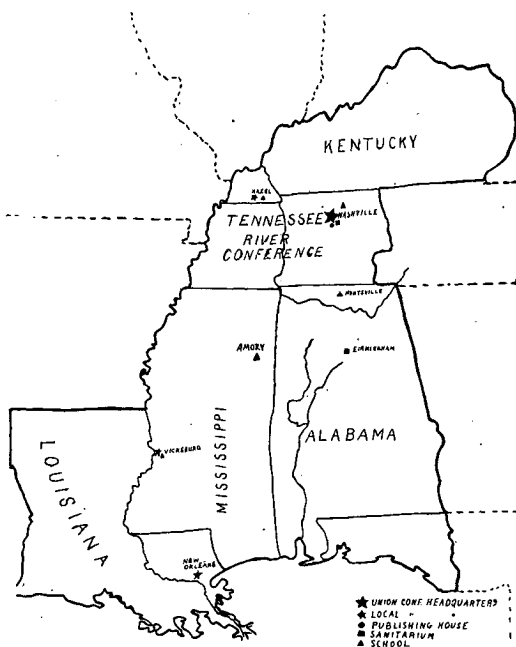 KENTUCKY
HAZEL
TENNESSEE
NASHVILLE
RIVER
CONFERENCE
HUNTSVILLE
AMORY
BIRMINGHAM
MISSISSIPPI
ALABAMA
LOUISIANA
VICKSBURG
NEW
ORLEANS
UNION CONF. HEADQUARTERS
LOCAL " "
PUBLISHING HOUSE
SANITARIUM
SCHOOL